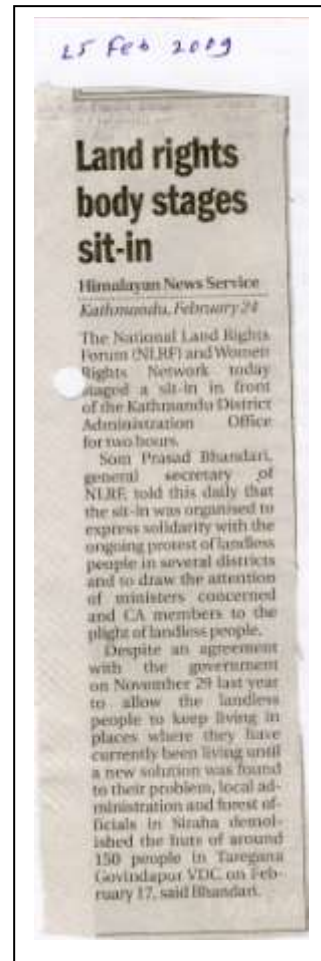 25 Feb 2009
Land rights
body stages
sit-in
Himalayan News Service
Kathmandu, February 24
The National Land Rights
Forum (NLRF) and Women
Rights Network today
staged a sit-in in front
of the Kathmandu District
Administration Office
for two hours.
Som Prasad Bhandari,
general secretary of
NLRF, told this daily that
the sit-in was organised to
express solidarity with the
ongoing protest of landless
people in several districts
and to draw the attention
of ministers concerned
and CA members to the
plight of landless people.
Despite an agreement
with the government
on November 29 last year
to allow the landless
people to keep living in
places where they have
currently been living until
a new solution was found
to their problem, local ad-
ministration and forest of-
ficials in Siraha demol-
ished the huts of around
150 people in Taregana
Govindapur VDC on Feb-
ruary 17, said Bhandari.